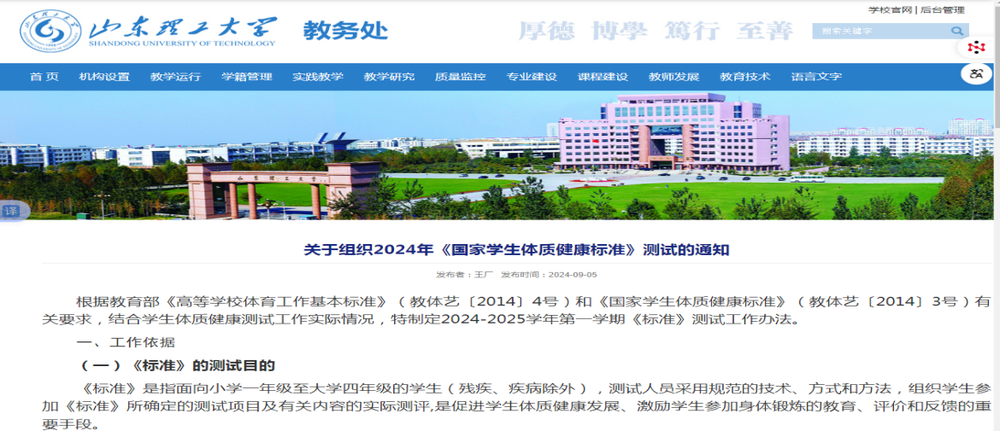 学校官网 | 后台管理
山东理工大学
SHANDONG UNIVERSITY OF TECHNOLOGY
教务处
厚德 博學 篤行 至善
搜索关键字
首 页 机构设置 教学运行 学籍管理 实践教学 教学研究 质量监控 专业建设 课程建设 教师发展 教育技术 语言文字
山东理工大学
译
关于组织2024年《国家学生体质健康标准》测试的通知
发布者：王厂 发布时间：2024-09-05
根据教育部《高等学校体育工作基本标准》（教体艺〔2014〕4号）和《国家学生体质健康标准》（教体艺〔2014〕3号）有
关要求，结合学生体质健康测试工作实际情况，特制定2024-2025学年第一学期《标准》测试工作办法。
一、工作依据
（一）《标准》的测试目的
《标准》是指面向小学一年级至大学四年级的学生（残疾、疾病除外），测试人员采用规范的技术、方式和方法，组织学生参
加《标准》所确定的测试项目及有关内容的实际测评,是促进学生体质健康发展、激励学生参加身体锻炼的教育、评价和反馈的重
要手段。